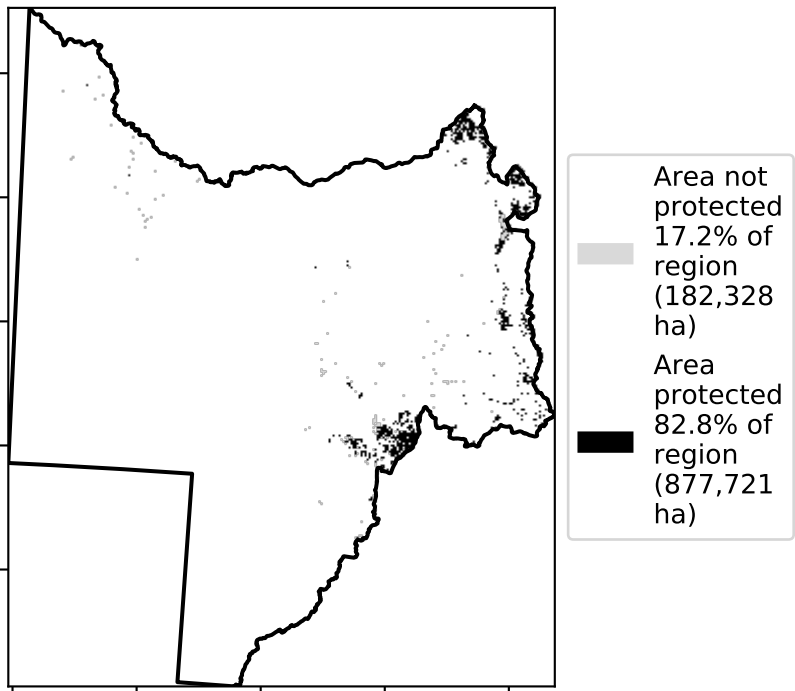 Area not
protected
17.2% of
region
(182,328
ha)
Area
protected
82.8% of
region
(877,721
ha)